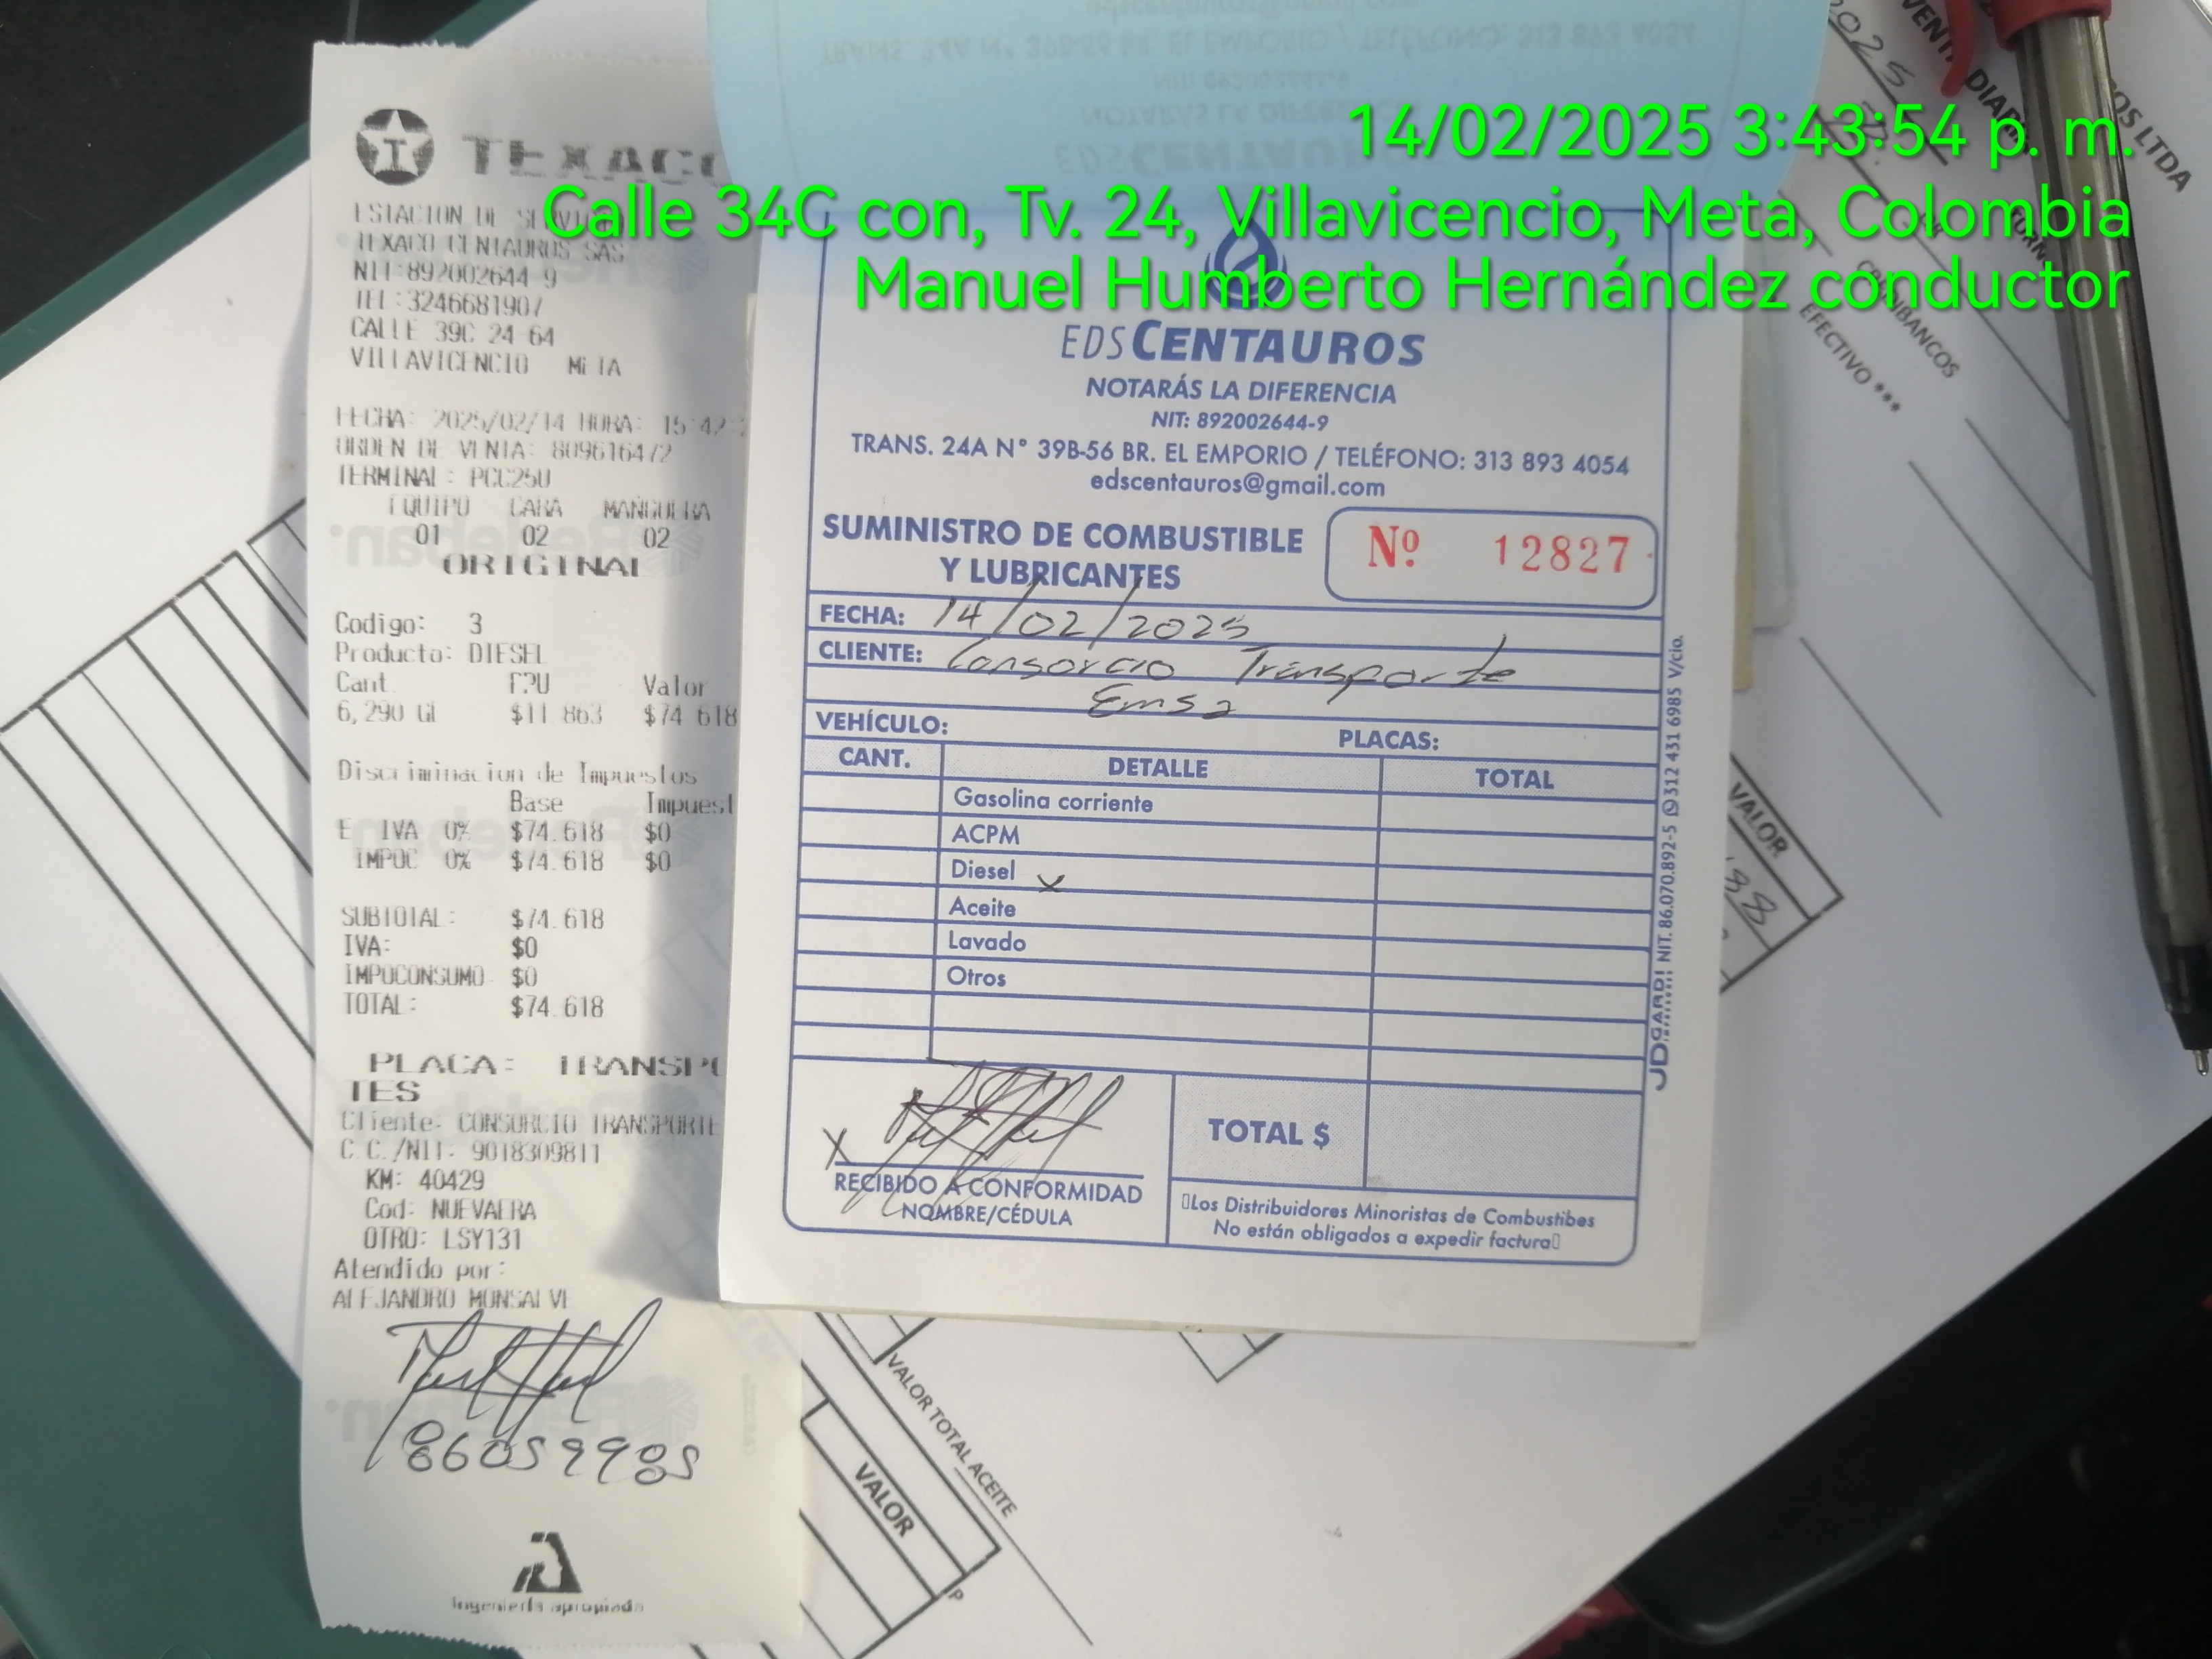 14/02/2025 3:43:54 p. m.
Calle 34C con, Tv. 24, Villavicencio, Meta, Colombia
Manuel Humberto Hernández conductor
TEXACO
ESTACION DE SERVICIO
TEXACO CENTAUROS SAS
NIT:892002644-9
TEL:3246681907
CALLE 39C 24-64
VILLAVICENCIO META
FECHA: 2025/02/14 HORA: 15:42:
ORDEN DE VENTA: 809616472
TERMINAL: PCC25U
EQUIPO CARA MANGUERA
01 02 02
ORIGINAL
Codigo: 3
Producto: DIESEL
Cant. PPU Valor
6,290 Gl $11.863 $74.618
Discriminacion de Impuestos
Base Impuest
E IVA 0% $74.618 $0
IMPOC 0% $74.618 $0
SUBTOTAL: $74.618
IVA: $0
IMPUCONSUMO: $0
TOTAL: $74.618
PLACA: TRANSPO
TES
Cliente: CONSORCIO TRANSPORTE
C.C./NIT: 9018309811
KM: 40429
Cod: NUEVAERA
OTRO: LSY131
Atendido por:
ALEJANDRO MONSALVE
86059985
Ingeniería apropiada
EDSCENTAUROS
NOTARÁS LA DIFERENCIA
NIT: 892002644-9
TRANS. 24A N° 39B-56 BR. EL EMPORIO / TELÉFONO: 313 893 4054
edscentauros@gmail.com
SUMINISTRO DE COMBUSTIBLE
Y LUBRICANTES
Nº 12827
FECHA: 14/02/2025
CLIENTE: Consorcio Transporte
Emsa
VEHÍCULO: PLACAS:
CANT. DETALLE TOTAL
Gasolina corriente
ACPM
Diesel x
Aceite
Lavado
Otros
X
RECIBIDO A CONFORMIDAD
NOMBRE/CÉDULA
TOTAL $
Los Distribuidores Minoristas de Combustibes
No están obligados a expedir factura
JDGARDI NIT. 86.070.892-5 312 431 6985 V/cio.
VALOR
VALOR TOTAL ACEITE
VALOR
EFECTIVO ***